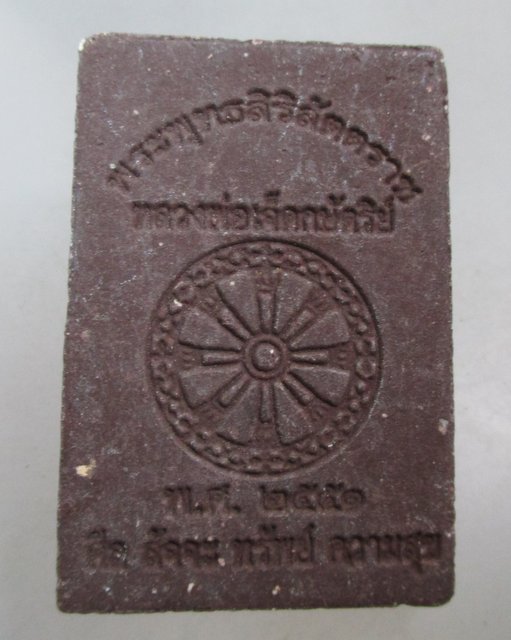 พระพุทธสิริสัตตราช
หลวงพ่อเจ็ดกษัตริย์
พ.ศ. ๒๕๕๑
ศีล สัจจะ ทรัพย์ ความสุข